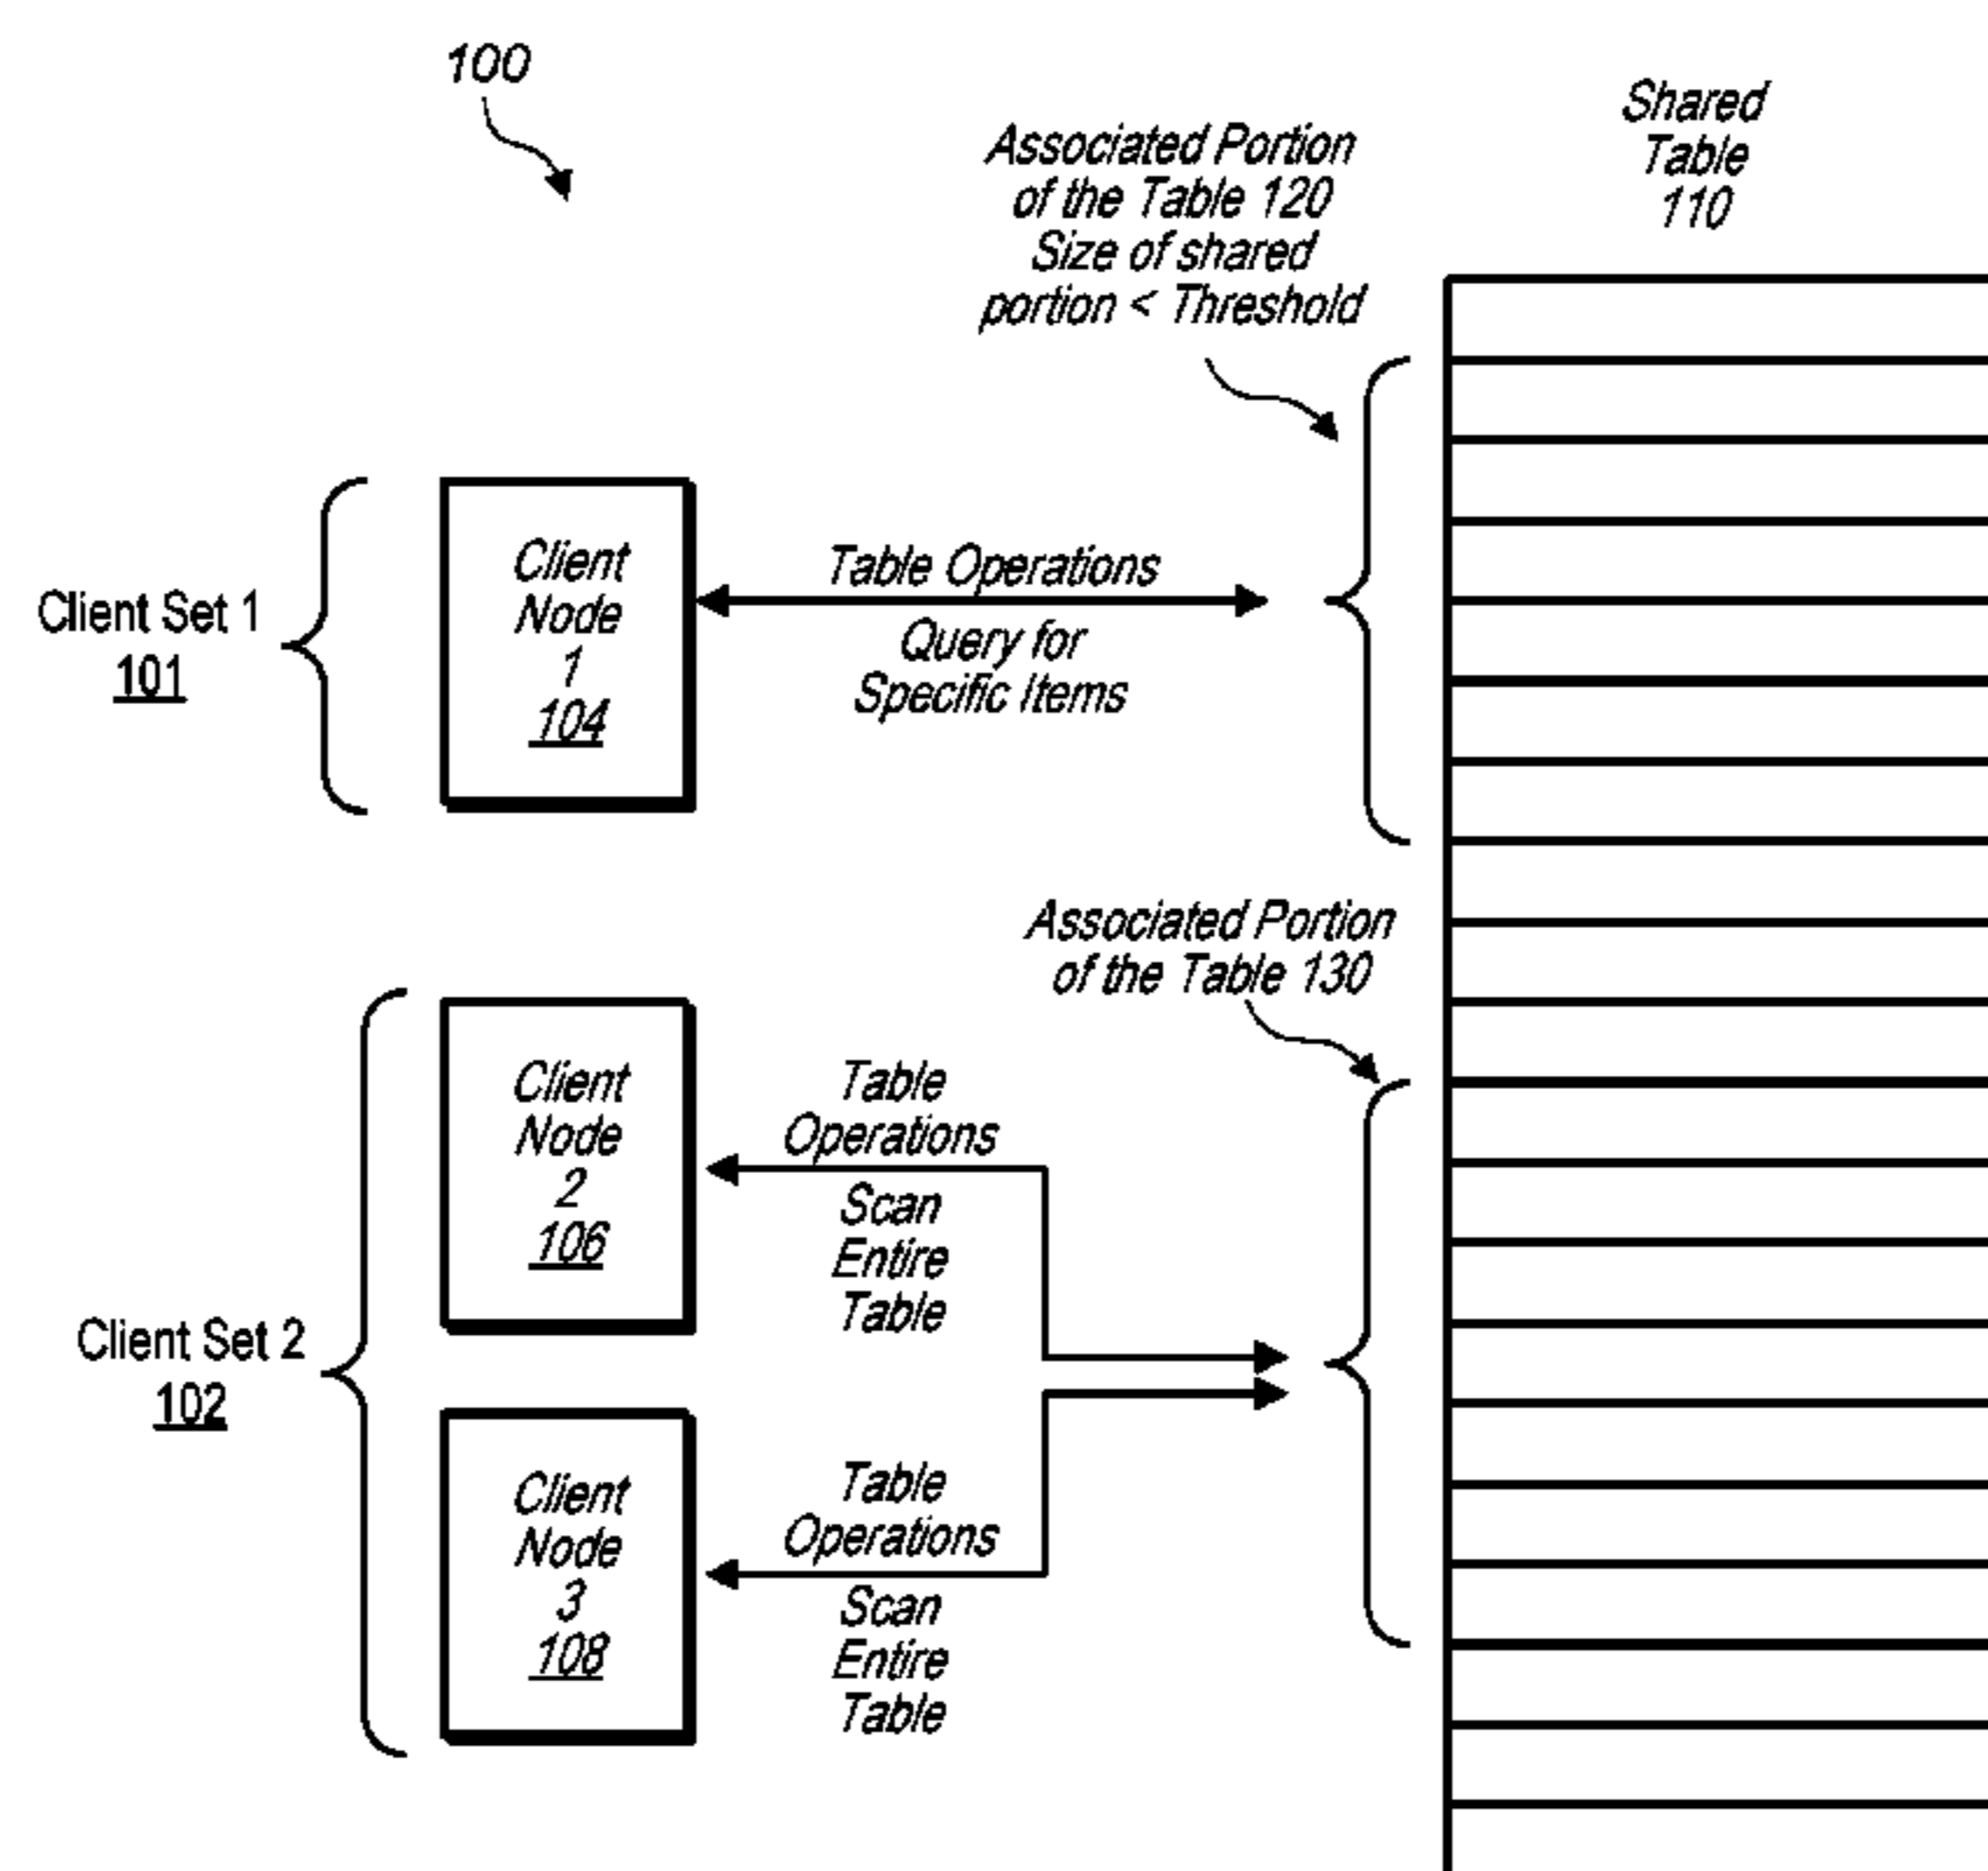 100
Associated Portion
of the Table 120
Size of shared
portion < Threshold
Shared
Table
110
Client Set 1
101
Client
Node
1
104
Table Operations
Query for
Specific Items
Associated Portion
of the Table 130
Client Set 2
102
Client
Node
2
106
Table
Operations
Scan
Entire
Table
Client
Node
3
108
Table
Operations
Scan
Entire
Table